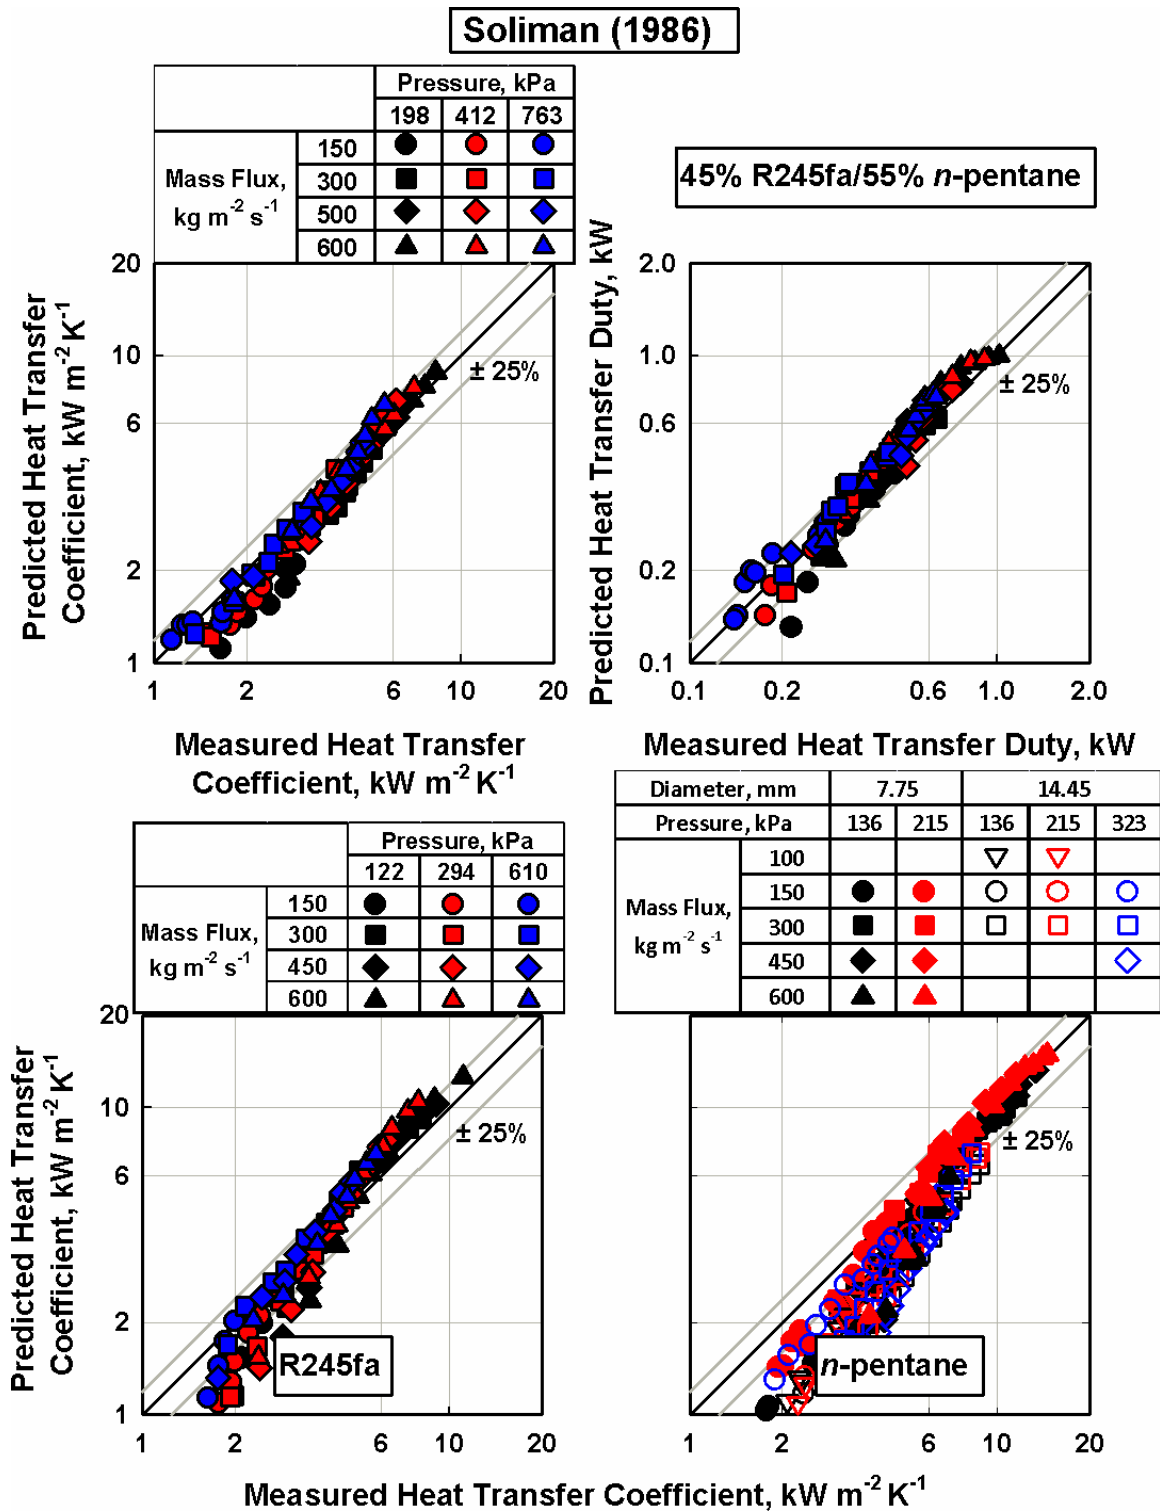 Soliman (1986)
Pressure, kPa
198 412 763
Mass Flux, kg m-2 s-1
150
300
500
600
45% R245fa/55% n-pentane
Predicted Heat Transfer
Coefficient, kW m-2 K-1
20
10
6
2
1
± 25%
1 2 6 10 20
Measured Heat Transfer
Coefficient, kW m-2 K-1
Predicted Heat Transfer Duty, kW
2.0
1.0
0.6
0.2
0.1
± 25%
0.1 0.2 0.6 1.0 2.0
Measured Heat Transfer Duty, kW
Pressure, kPa
122 294 610
Mass Flux,
kg m-2 s-1
150
300
450
600
Predicted Heat Transfer
Coefficient, kW m-2 K-1
20
10
6
2
1
± 25%
R245fa
1 2 6 10 20
Diameter, mm 7.75 14.45
Pressure, kPa 136 215 136 215 323
Mass Flux,
kg m-2 s-1
100
150
300
450
600
± 25%
n-pentane
1 2 6 10 20
Measured Heat Transfer Coefficient, kW m-2 K-1